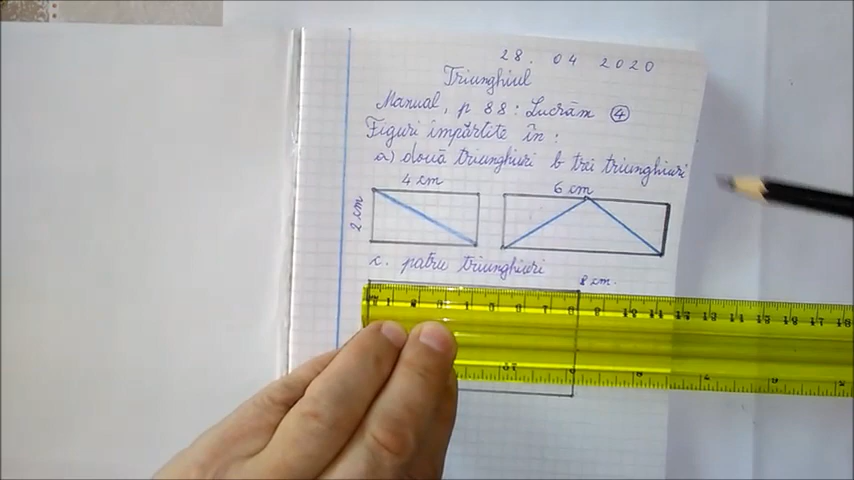 28. 04 2020
Triunghiul
Manual, p 88: Lucrăm 4
Figuri împărțite în:
a) două triunghiuri b trei triunghiuri
4 cm 6 cm
2 cm
c. patru triunghiuri
8 cm.